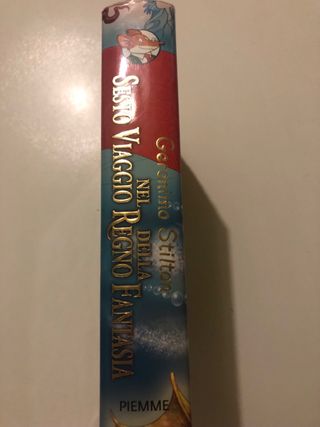 Geronimo Stilton
SESTO VIAGGIO
NEL REGNO
DELLA FANTASIA
PIEMME